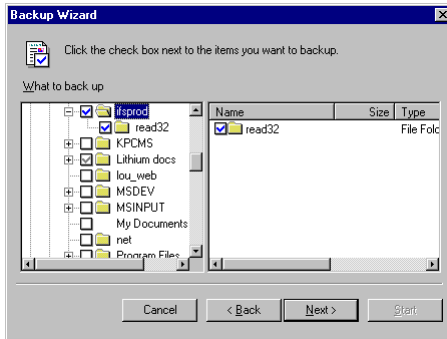 Backup Wizard
Click the check box next to the items you want to backup.
What to back up
ifsprod
read32
KPCMS
Lithium docs
lou_web
MSDEV
MSINPUT
My Documents
net
Program Files
Name Size Type
read32 File Fold
Cancel < Back Next > Start